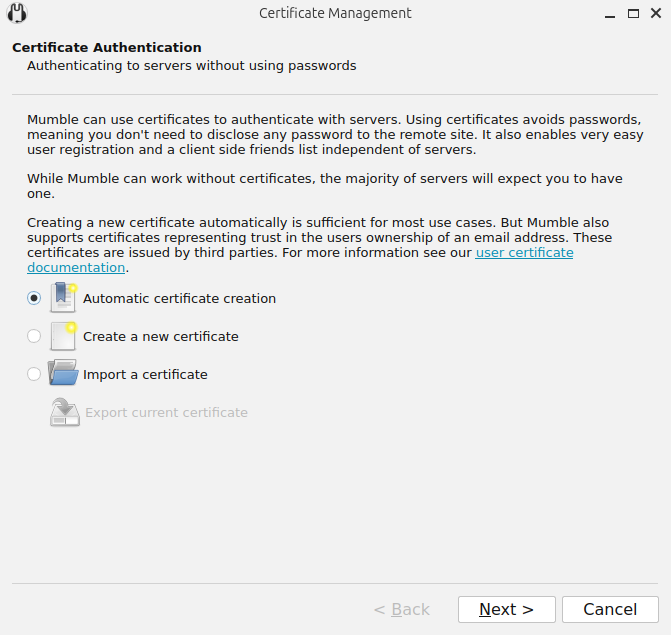 Certificate Management
Certificate Authentication
Authenticating to servers without using passwords
Mumble can use certificates to authenticate with servers. Using certificates avoids passwords,
meaning you don't need to disclose any password to the remote site. It also enables very easy
user registration and a client side friends list independent of servers.
While Mumble can work without certificates, the majority of servers will expect you to have
one.
Creating a new certificate automatically is sufficient for most use cases. But Mumble also
supports certificates representing trust in the users ownership of an email address. These
certificates are issued by third parties. For more information see our user certificate
documentation.
Automatic certificate creation
Create a new certificate
Import a certificate
Export current certificate
< Back
Next >
Cancel